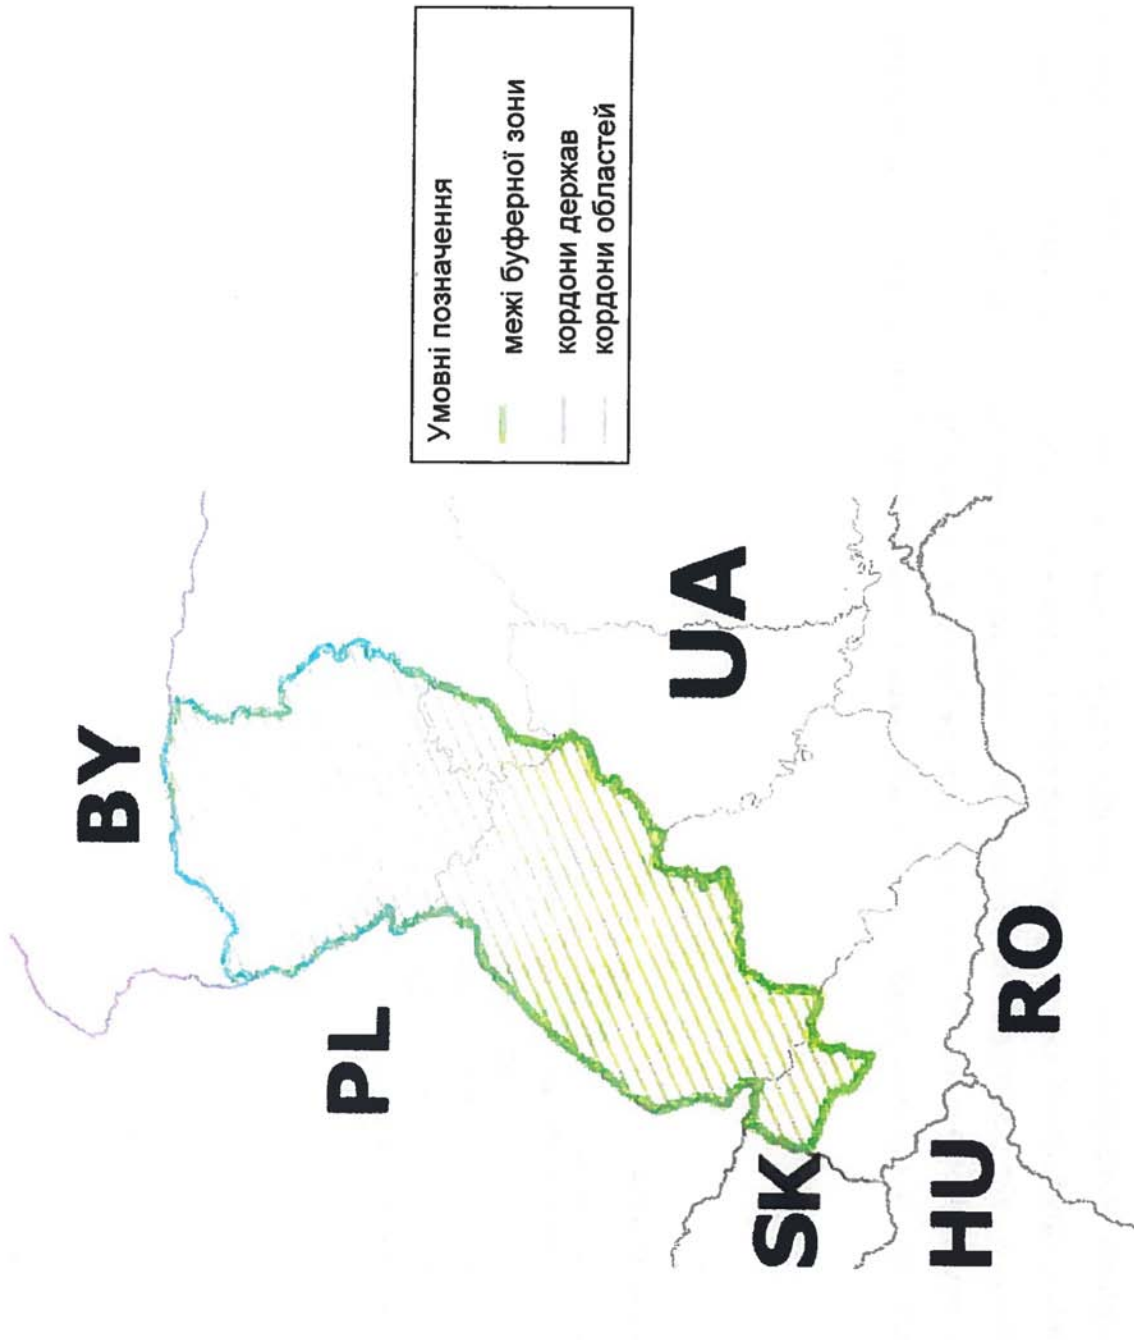 Умовні позначення
межі буферної зони
кордони держав
кордони областей
BY
PL
UA
SK
HU
RO